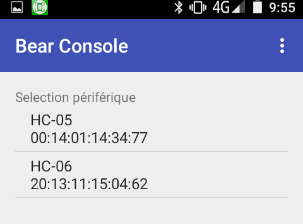 4G 9:55
Bear Console
Selection périférique
HC-05
00:14:01:14:34:77
HC-06
20:13:11:15:04:62